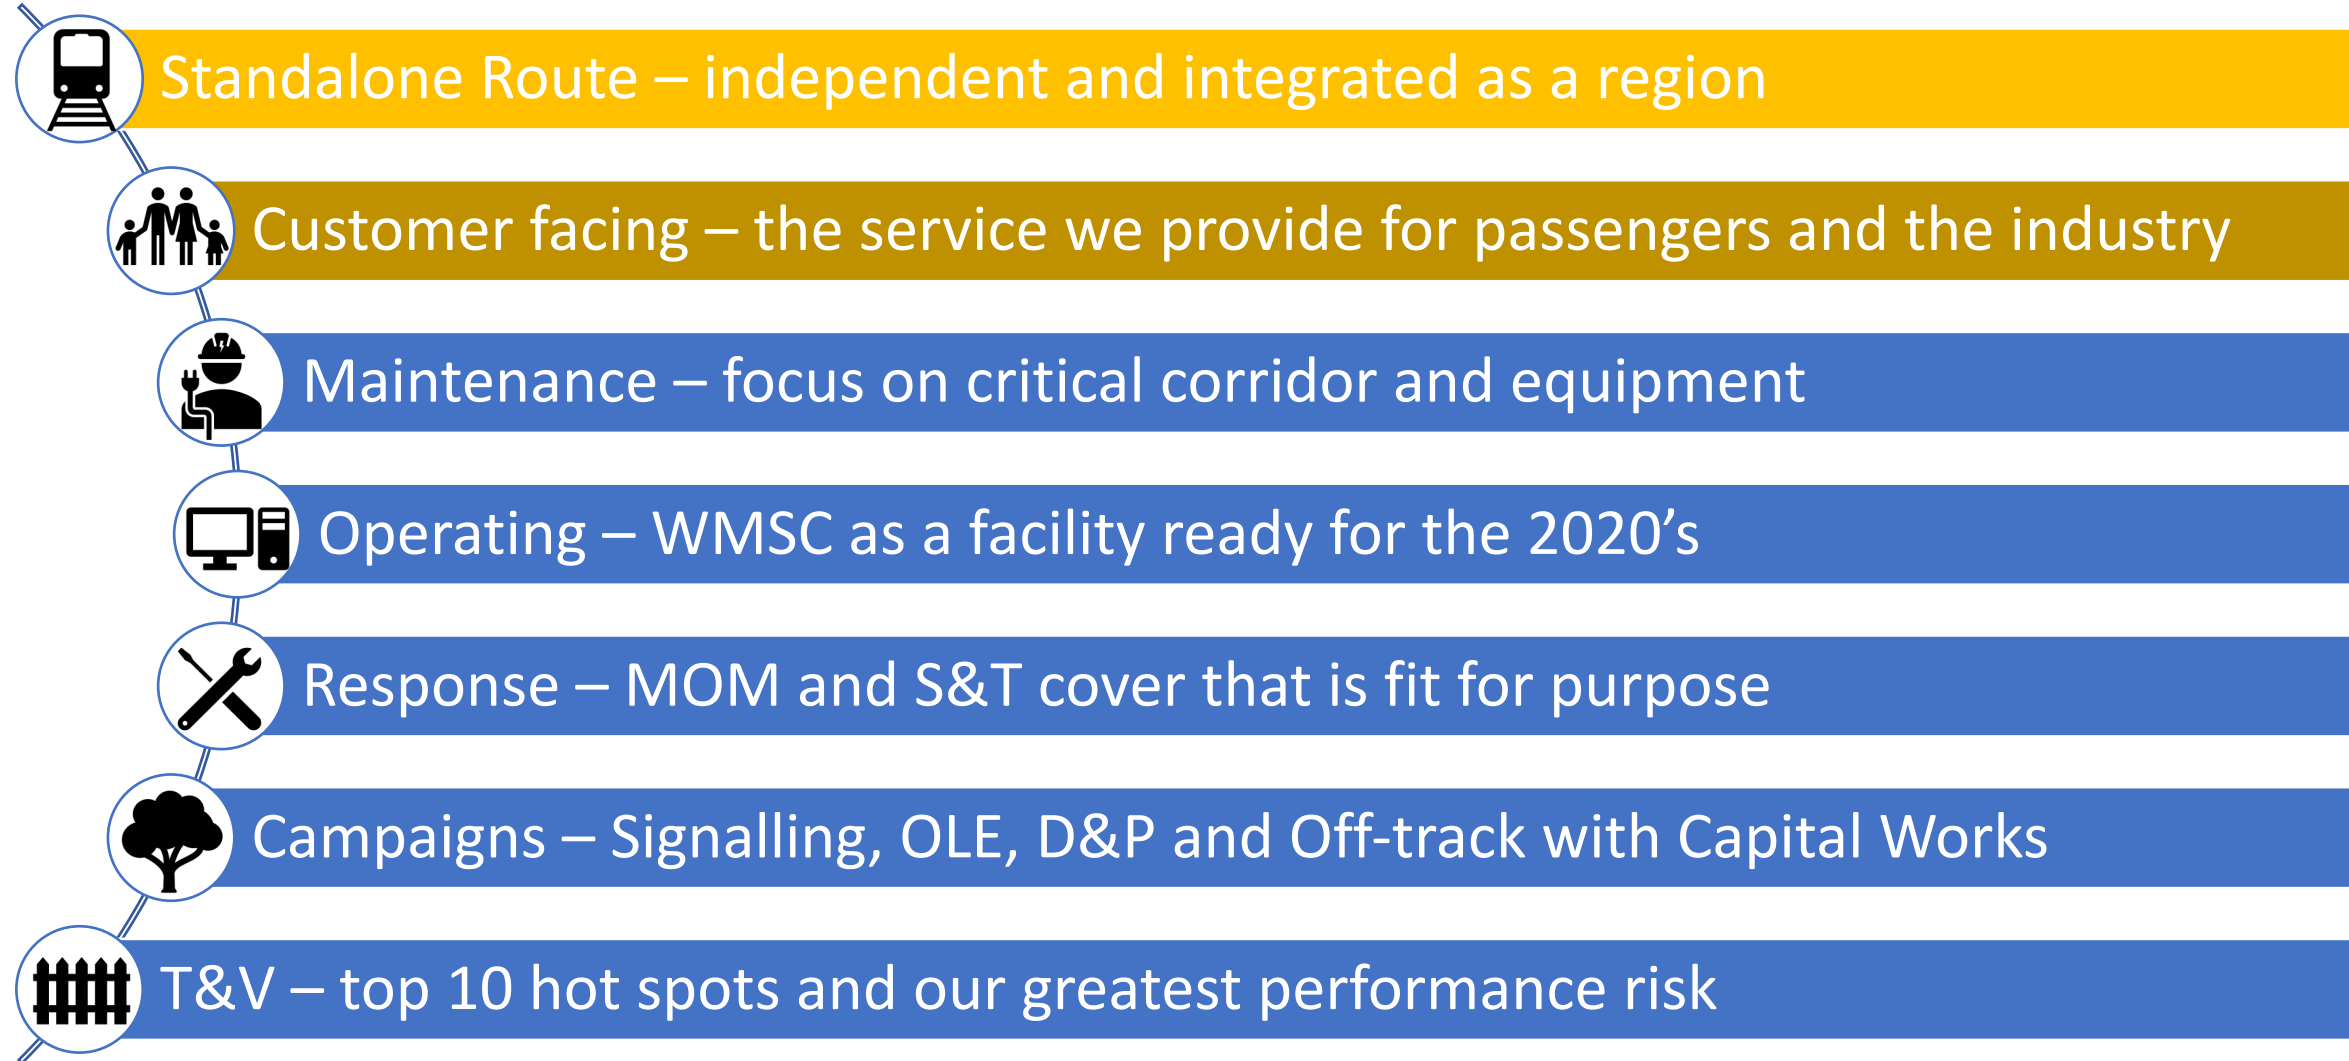 Standalone Route – independent and integrated as a region
Customer facing – the service we provide for passengers and the industry
Maintenance – focus on critical corridor and equipment
Operating – WMSC as a facility ready for the 2020’s
Response – MOM and S&T cover that is fit for purpose
Campaigns – Signalling, OLE, D&P and Off-track with Capital Works
T&V – top 10 hot spots and our greatest performance risk